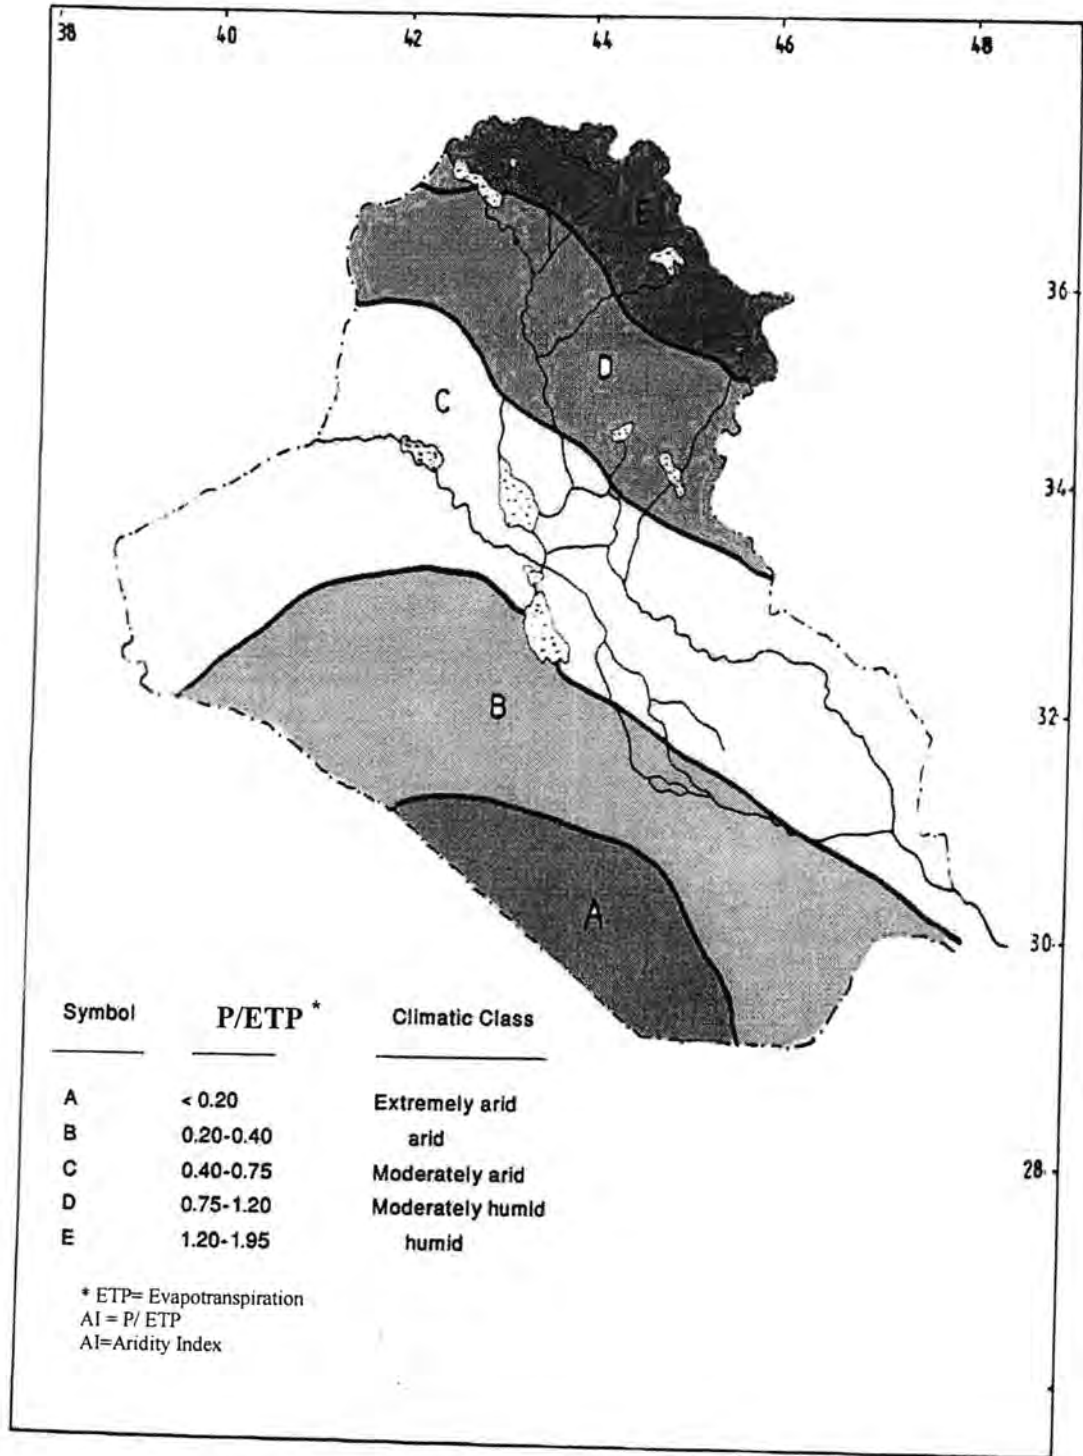 38 40 42 44 46 48
E
36
D
C
34
B
32
A
30
Symbol P/ETP * Climatic Class
A < 0.20 Extremely arid
B 0.20-0.40 arid
C 0.40-0.75 Moderately arid
28
D 0.75-1.20 Moderately humid
E 1.20-1.95 humid
* ETP= Evapotranspiration
AI = P/ ETP
AI=Aridity Index